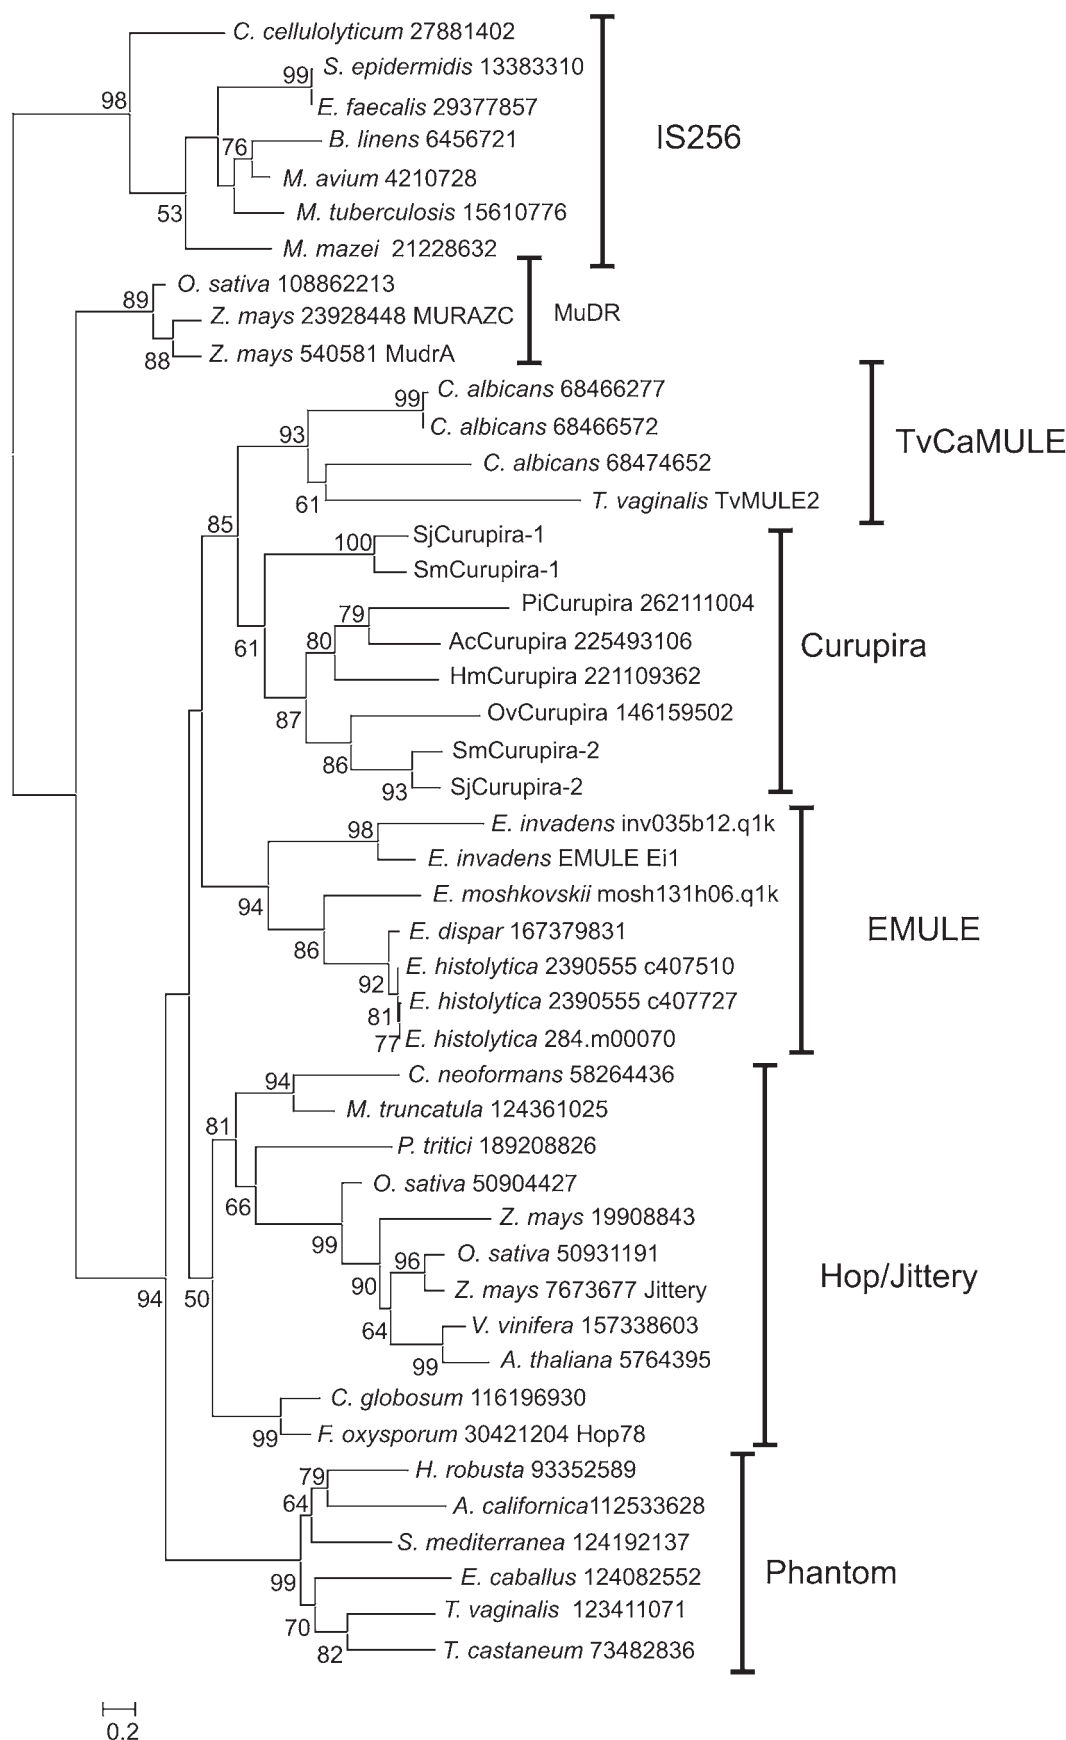 C. cellulolyticum 27881402
98
99 S. epidermidis 13383310
E. faecalis 29377857
IS256
76 B. linens 6456721
M. avium 4210728
M. tuberculosis 15610776
53
M. mazei 21228632
O. sativa 108862213
89
Z. mays 23928448 MURAZC
MuDR
88 Z. mays 540581 MudrA
99 C. albicans 68466277
C. albicans 68466572
93
TvCaMULE
C. albicans 68474652
61 T. vaginalis TvMULE2
85
100 SjCurupira-1
SmCurupira-1
79 PiCurupira 262111004
80 AcCurupira 225493106
61
Curupira
HmCurupira 221109362
87 OvCurupira 146159502
SmCurupira-2
86
93 SjCurupira-2
98 E. invadens inv035b12.q1k
E. invadens EMULE Ei1
94
E. moshkovskii mosh131h06.q1k
EMULE
E. dispar 167379831
86
E. histolytica 2390555 c407510
92
E. histolytica 2390555 c407727
81
77 E. histolytica 284.m00070
94 C. neoformans 58264436
M. truncatula 124361025
81
P. tritici 189208826
O. sativa 50904427
66
Z. mays 19908843
99
96 O. sativa 50931191
Hop/Jittery
90 Z. mays 7673677 Jittery
94 50
64 V. vinifera 157338603
99 A. thaliana 5764395
C. globosum 116196930
99 F. oxysporum 30421204 Hop78
79 H. robusta 93352589
64 A. californica112533628
S. mediterranea 124192137
Phantom
99 E. caballus 124082552
T. vaginalis 123411071
70
82 T. castaneum 73482836
0.2